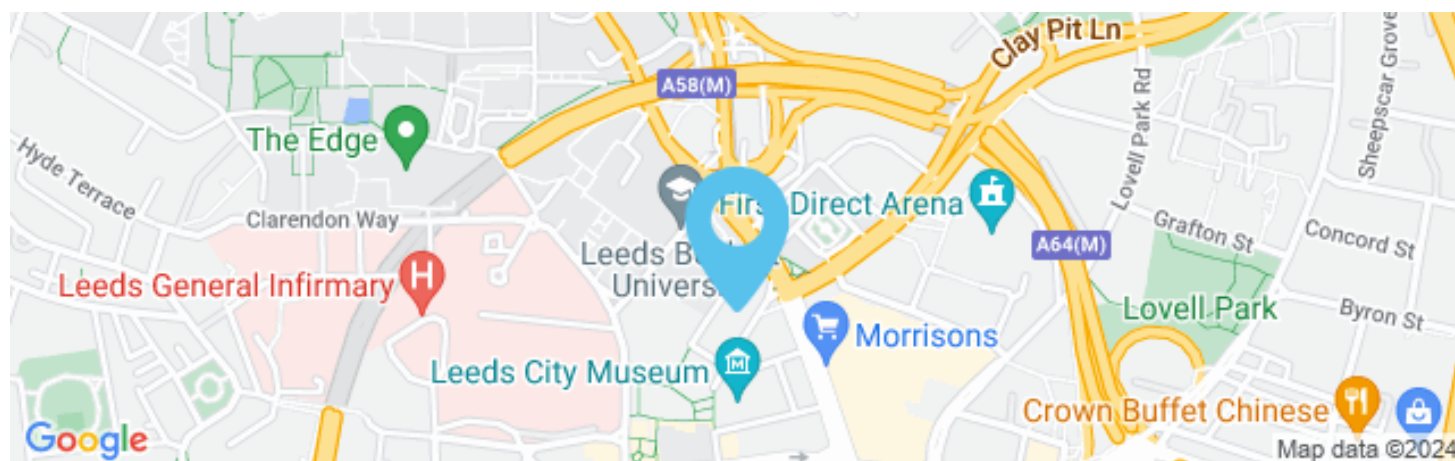 Clay Pit Ln
A58(M)
The Edge
Hyde Terrace
Lovell Park Rd
Sheepscar Grove
Clarendon Way
First Direct Arena
Grafton St
Concord St
A64(M)
Leeds
University
Leeds General Infirmary
Lovell Park
Byron St
Morrisons
Leeds City Museum
Crown Buffet Chinese
Google
Map data ©2024